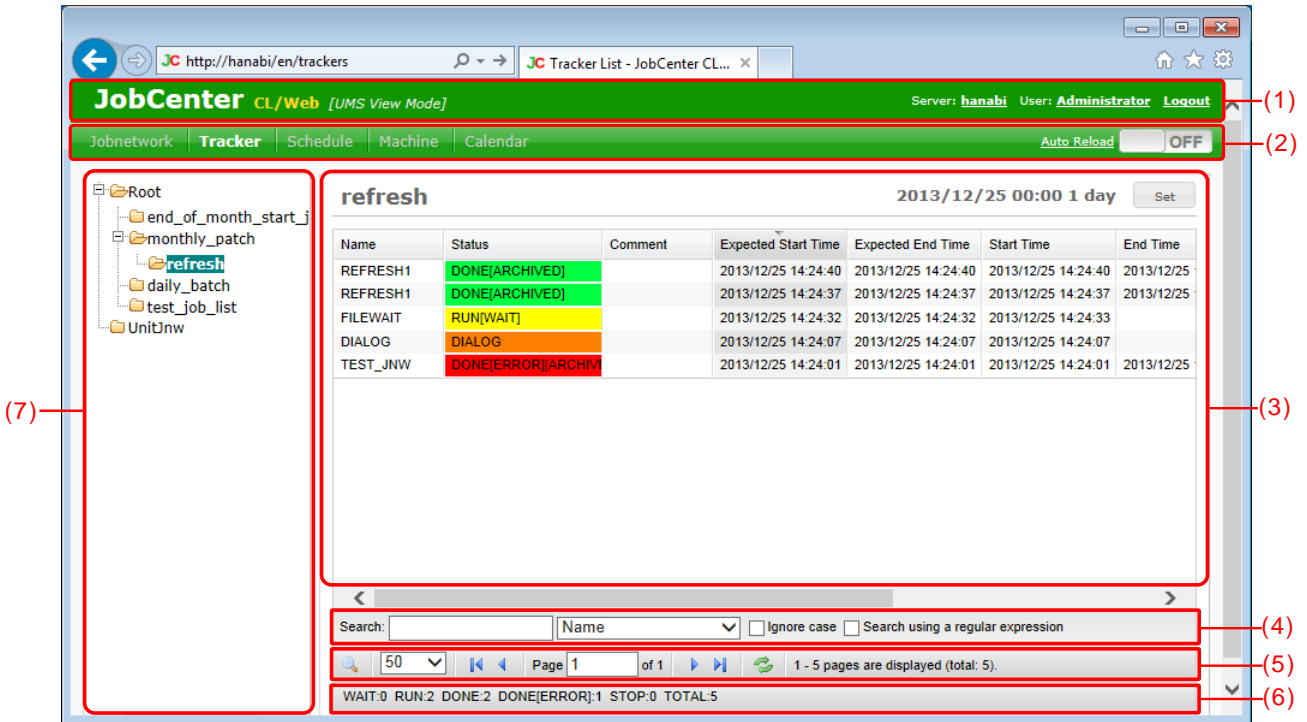 http://hanabi/en/trackers
JC Tracker List - JobCenter CL...
JobCenter CL/Web [UMS View Mode] Server: hanabi User: Administrator Logout
(1)
Jobnetwork Tracker Schedule Machine Calendar Auto Reload OFF
(2)
Root
end_of_month_start_j
monthly_patch
refresh
daily_batch
test_job_list
UnitJnw
(7)
refresh 2013/12/25 00:00 1 day Set
Name Status Comment Expected Start Time Expected End Time Start Time End Time
REFRESH1 DONE[ARCHIVED] 2013/12/25 14:24:40 2013/12/25 14:24:40 2013/12/25 14:24:40 2013/12/25
REFRESH1 DONE[ARCHIVED] 2013/12/25 14:24:37 2013/12/25 14:24:37 2013/12/25 14:24:37 2013/12/25
FILEWAIT RUN[WAIT] 2013/12/25 14:24:32 2013/12/25 14:24:32 2013/12/25 14:24:33
DIALOG DIALOG 2013/12/25 14:24:07 2013/12/25 14:24:07 2013/12/25 14:24:07
TEST_JNW DONE[ERROR][ARCHIVE 2013/12/25 14:24:01 2013/12/25 14:24:01 2013/12/25 14:24:01 2013/12/25
(3)
Search: Name Ignore case Search using a regular expression
(4)
50 Page 1 of 1 1 - 5 pages are displayed (total: 5).
(5)
WAIT:0 RUN:2 DONE:2 DONE[ERROR]:1 STOP:0 TOTAL:5
(6)